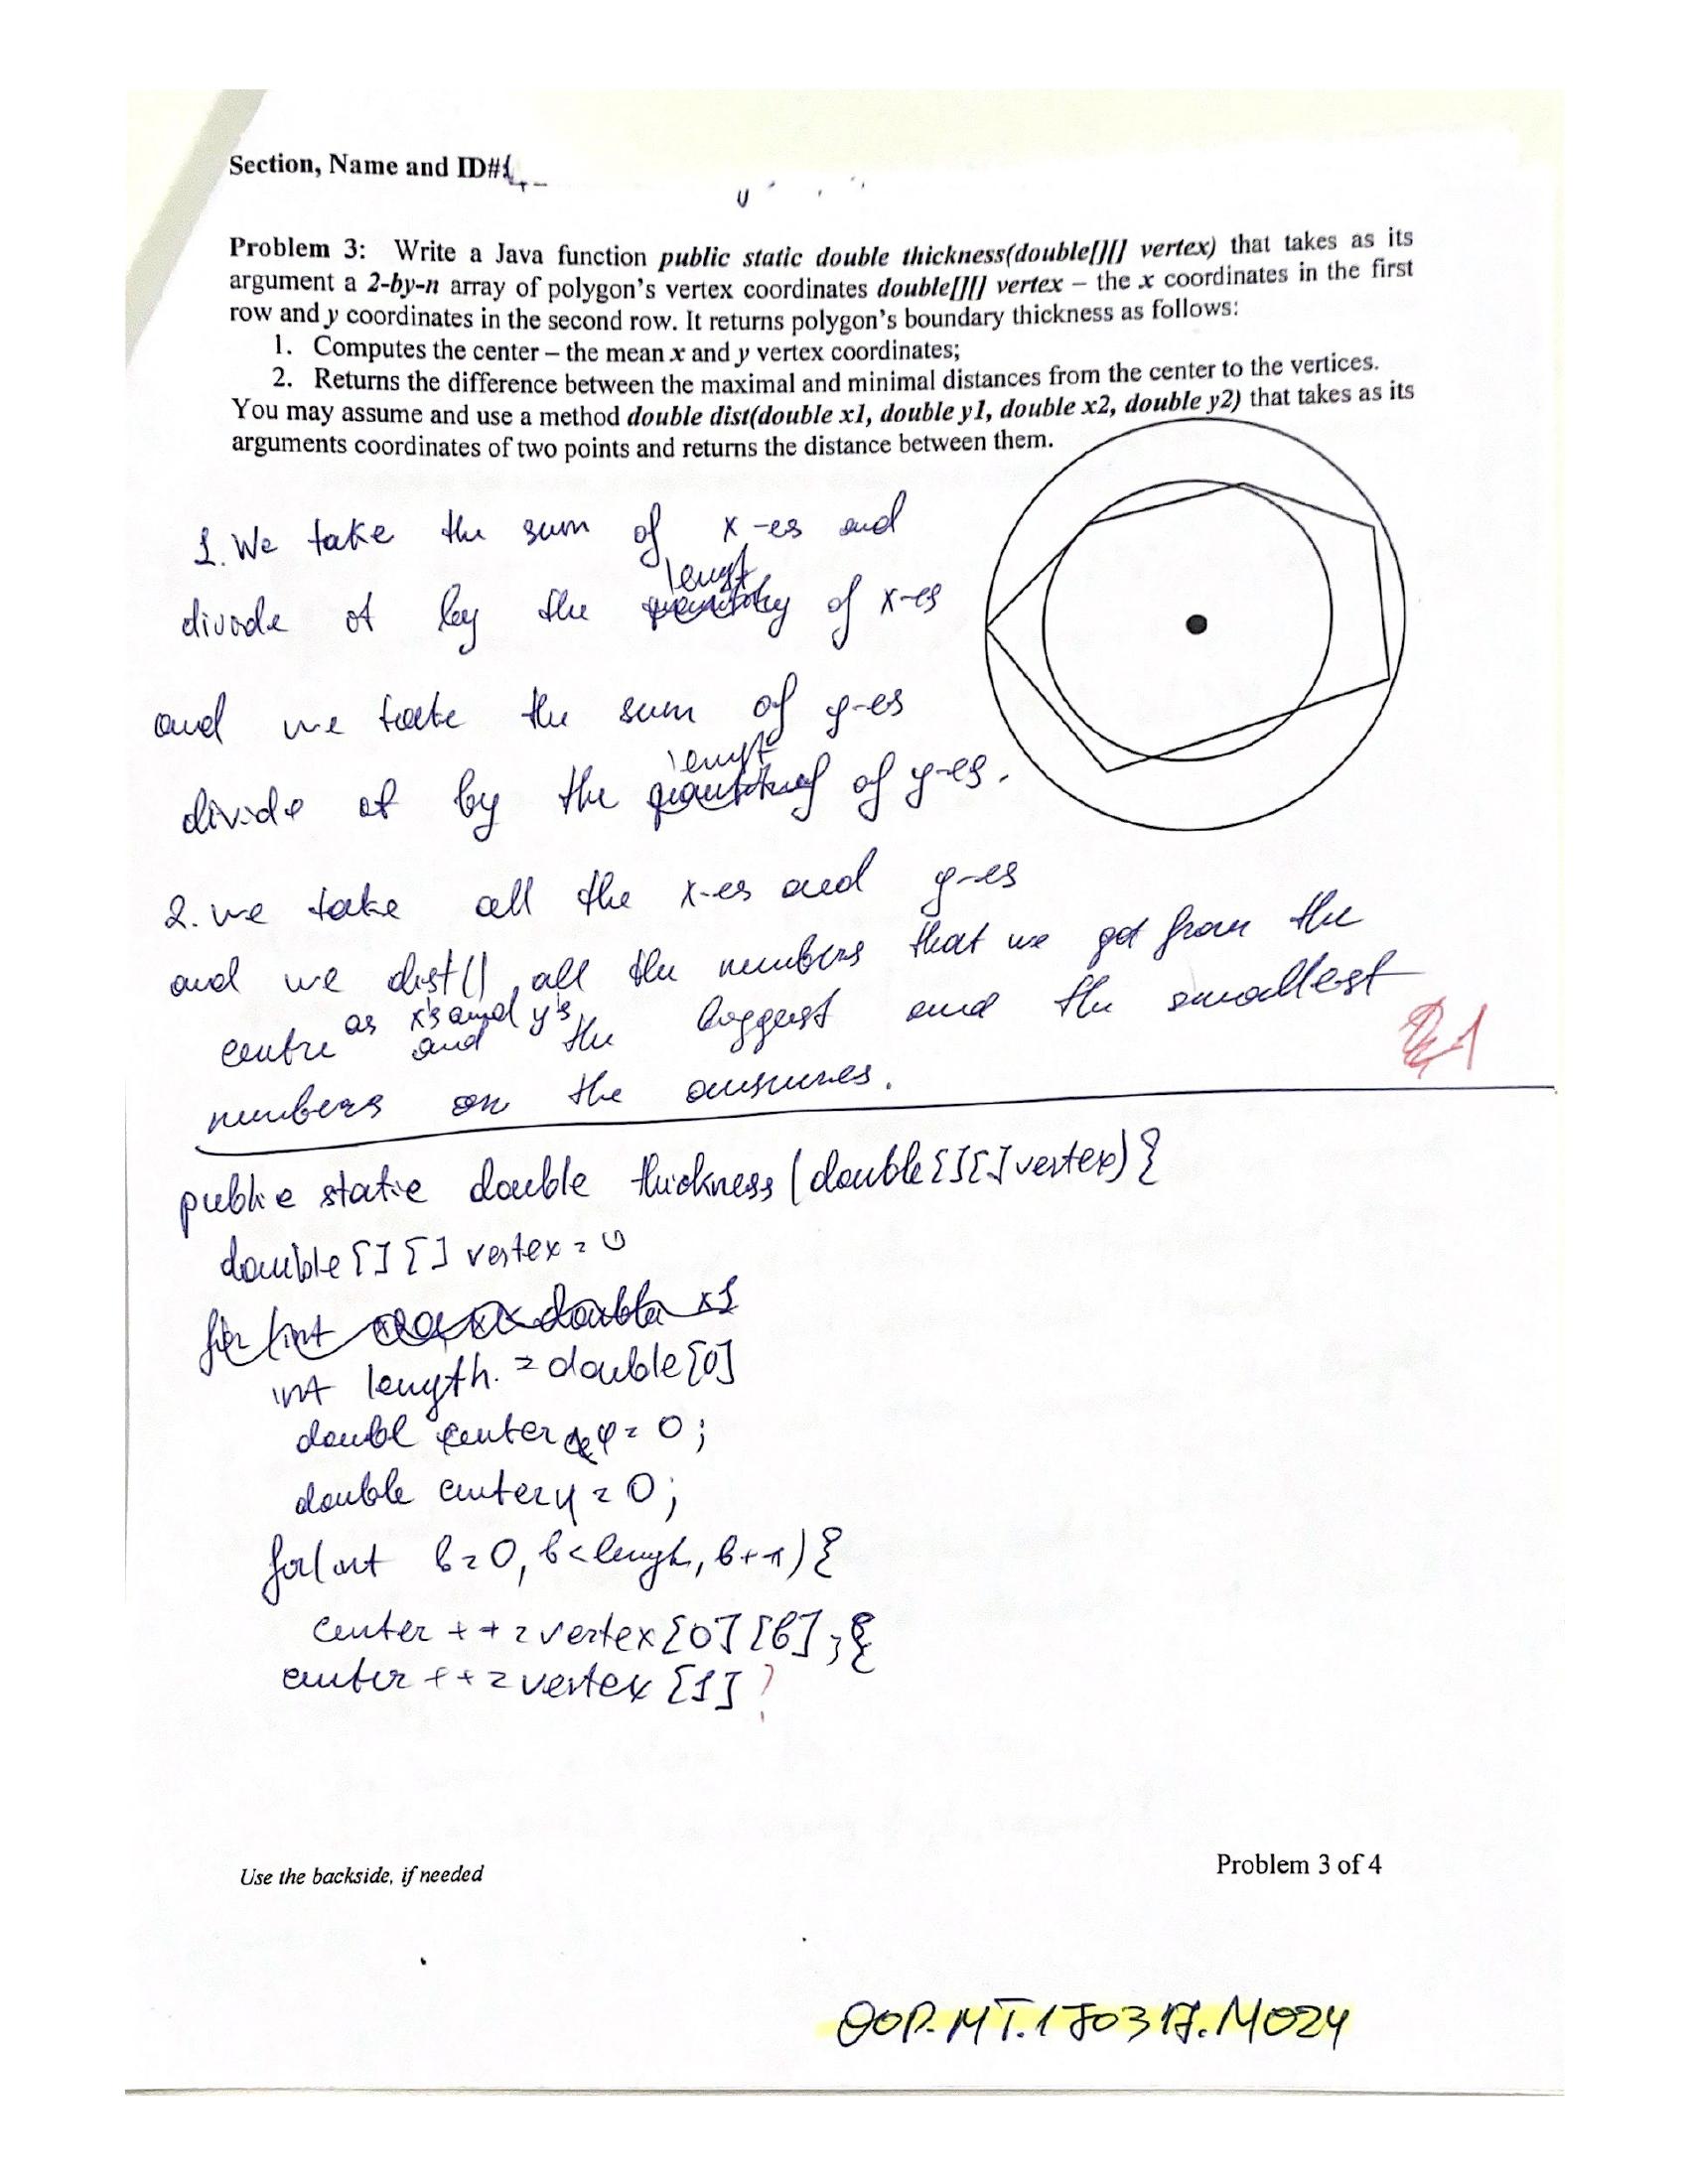 Section, Name and ID#
Problem 3: Write a Java function public static double thickness(double[][] vertex) that takes as its
argument a 2-by-n array of polygon's vertex coordinates double[][] vertex – the x coordinates in the first
row and y coordinates in the second row. It returns polygon's boundary thickness as follows:
1. Computes the center – the mean x and y vertex coordinates;
2. Returns the difference between the maximal and minimal distances from the center to the vertices.
You may assume and use a method double dist(double x1, double y1, double x2, double y2) that takes as its
arguments coordinates of two points and returns the distance between them.
1. We take the sum of x-es and
lengt
divide it by the quantity of x-es
and we take the sum of y-es
lengt
divide it by the of y-es.
2. we take all the x-es and y-es
and we dist() all the numbers that we got from the
as x's and y's
centre and the biggest and the smallest
numbers on the
1
public static double thickness (double[][] vertex) {
double [] [] vertex = 0
for (int double x1
int length. = double [0]
doubl center = 0;
double centery = 0;
for(int b=0, b<lengh, b++) {
center ++ = vertex [0] [b]; {
center ++ = vertex [1] ?
Use the backside, if needed
Problem 3 of 4
OOP.MT.170317.M024